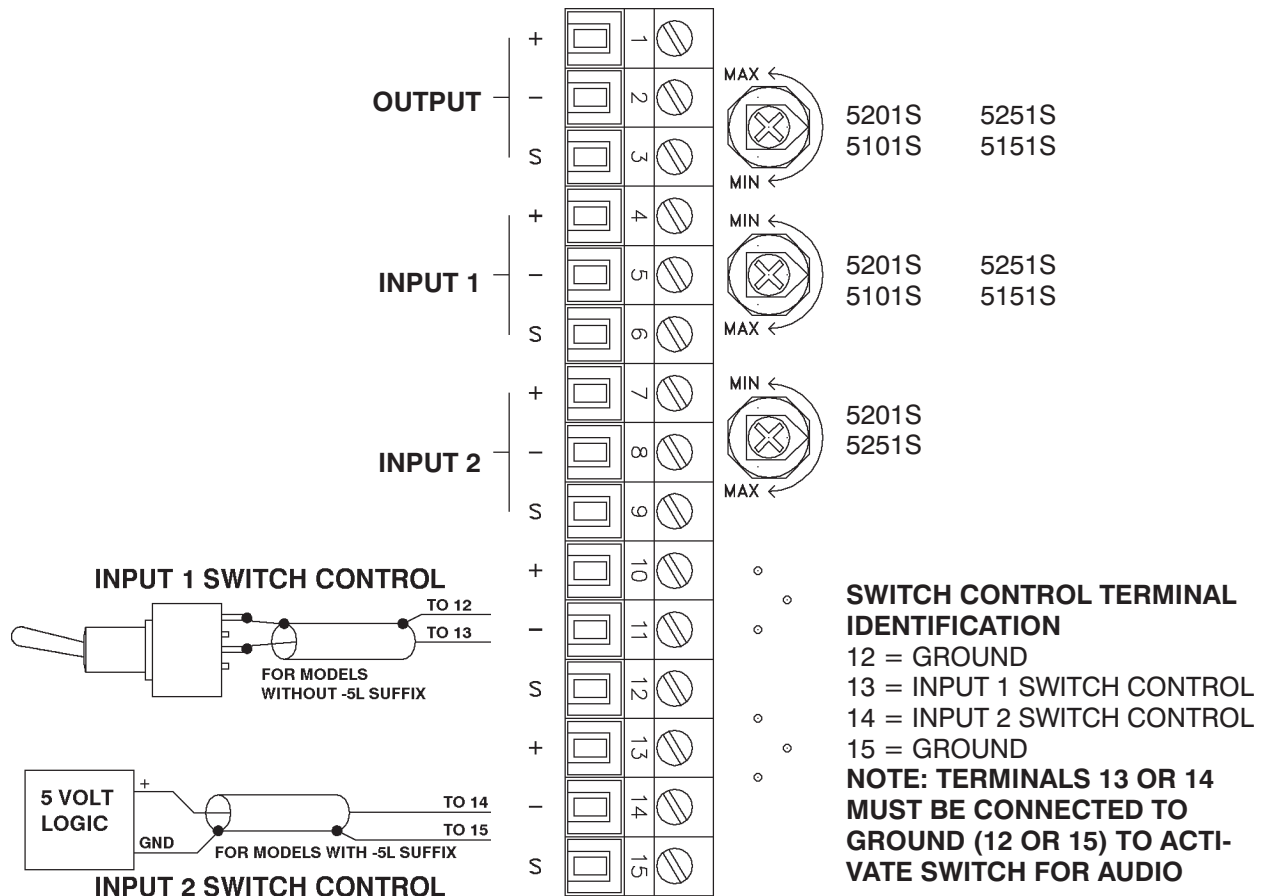 + 1
MAX
OUTPUT - 2
5201S 5251S
5101S 5151S
S 3
MIN
+ 4
MIN
INPUT 1 - 5
5201S 5251S
5101S 5151S
S 6
MAX
+ 7
MIN
5201S
INPUT 2 - 8
5251S
MAX
S 9
+ 10
- 11
S 12
+ 13
- 14
S 15
INPUT 1 SWITCH CONTROL
TO 12
TO 13
FOR MODELS
WITHOUT -5L SUFFIX
5 VOLT
LOGIC
+
GND
TO 14
TO 15
FOR MODELS WITH -5L SUFFIX
INPUT 2 SWITCH CONTROL
SWITCH CONTROL TERMINAL
IDENTIFICATION
12 = GROUND
13 = INPUT 1 SWITCH CONTROL
14 = INPUT 2 SWITCH CONTROL
15 = GROUND
NOTE: TERMINALS 13 OR 14
MUST BE CONNECTED TO
GROUND (12 OR 15) TO ACTI-
VATE SWITCH FOR AUDIO